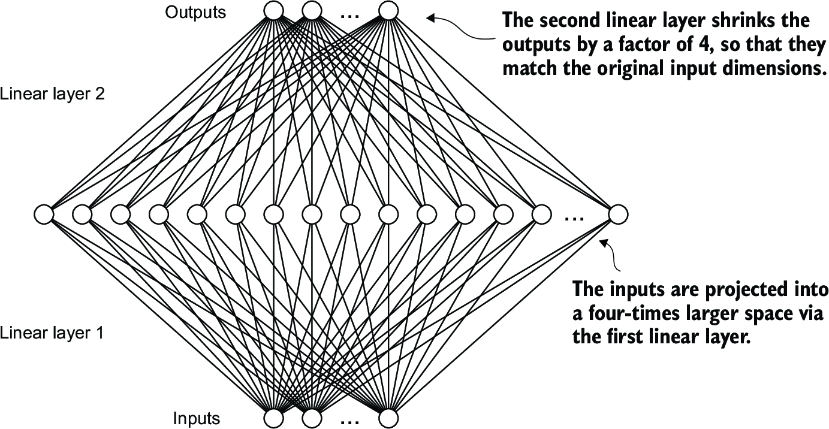 Outputs
...
The second linear layer shrinks the
outputs by a factor of 4, so that they
match the original input dimensions.
Linear layer 2
...
The inputs are projected into
a four-times larger space via
the first linear layer.
Linear layer 1
Inputs
...